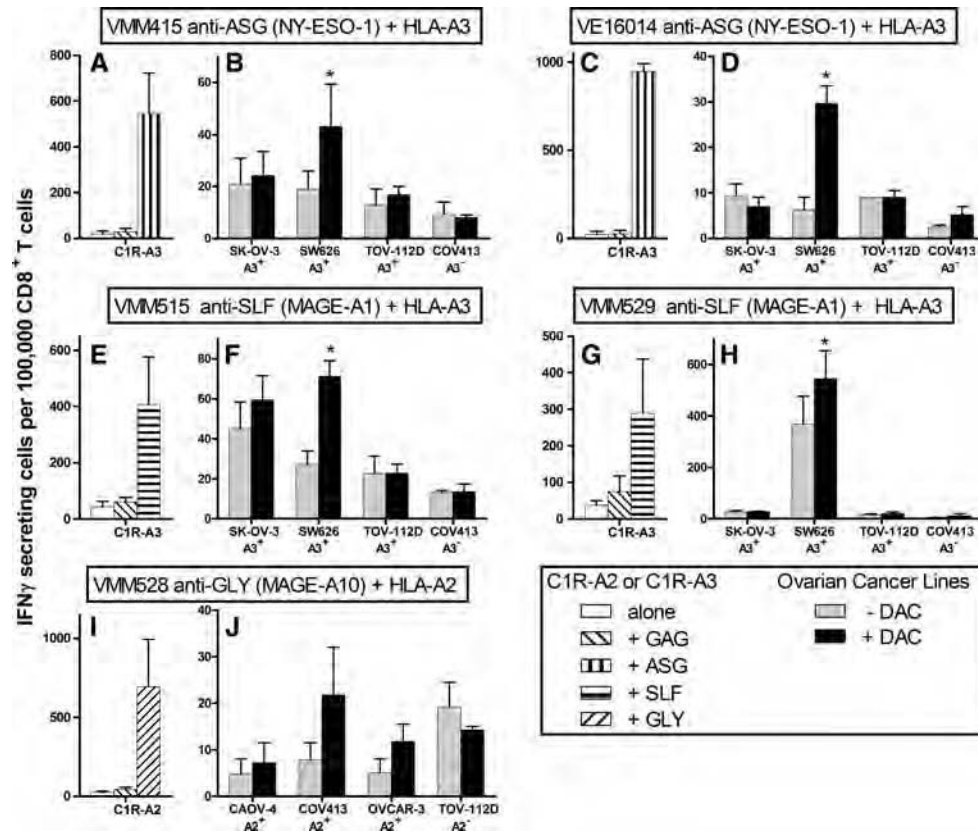 VMM415 anti-ASG (NY-ESO-1) + HLA-A3
VE16014 anti-ASG (NY-ESO-1) + HLA-A3
IFNγ secreting cells per 100,000 CD8⁺ T cells
A
800
600
400
200
0
C1R-A3
B
60
40
20
0
SK-OV-3 SW626 TOV-112D COV413
A3⁺ A3⁺ A3⁺ A3⁻
*
C
1000
500
0
C1R-A3
D
40
30
20
10
0
SK-OV-3 SW626 TOV-112D COV413
A3⁺ A3⁺ A3⁺ A3⁻
*
VMM515 anti-SLF (MAGE-A1) + HLA-A3
VMM529 anti-SLF (MAGE-A1) + HLA-A3
E
600
400
200
0
C1R-A3
F
80
60
40
20
0
SK-OV-3 SW626 TOV-112D COV413
A3⁺ A3⁺ A3⁺ A3⁻
*
G
500
400
300
200
100
0
C1R-A3
H
600
400
200
0
SK-OV-3 SW626 TOV-112D COV413
A3⁺ A3⁺ A3⁺ A3⁻
*
VMM528 anti-GLY (MAGE-A10) + HLA-A2
I
1000
500
0
C1R-A2
J
40
30
20
10
0
CAOV-4 COV413 OVCAR-3 TOV-112D
A2⁺ A2⁺ A2⁺ A2⁻
C1R-A2 or C1R-A3
alone
+ GAG
+ ASG
+ SLF
+ GLY
Ovarian Cancer Lines
- DAC
+ DAC